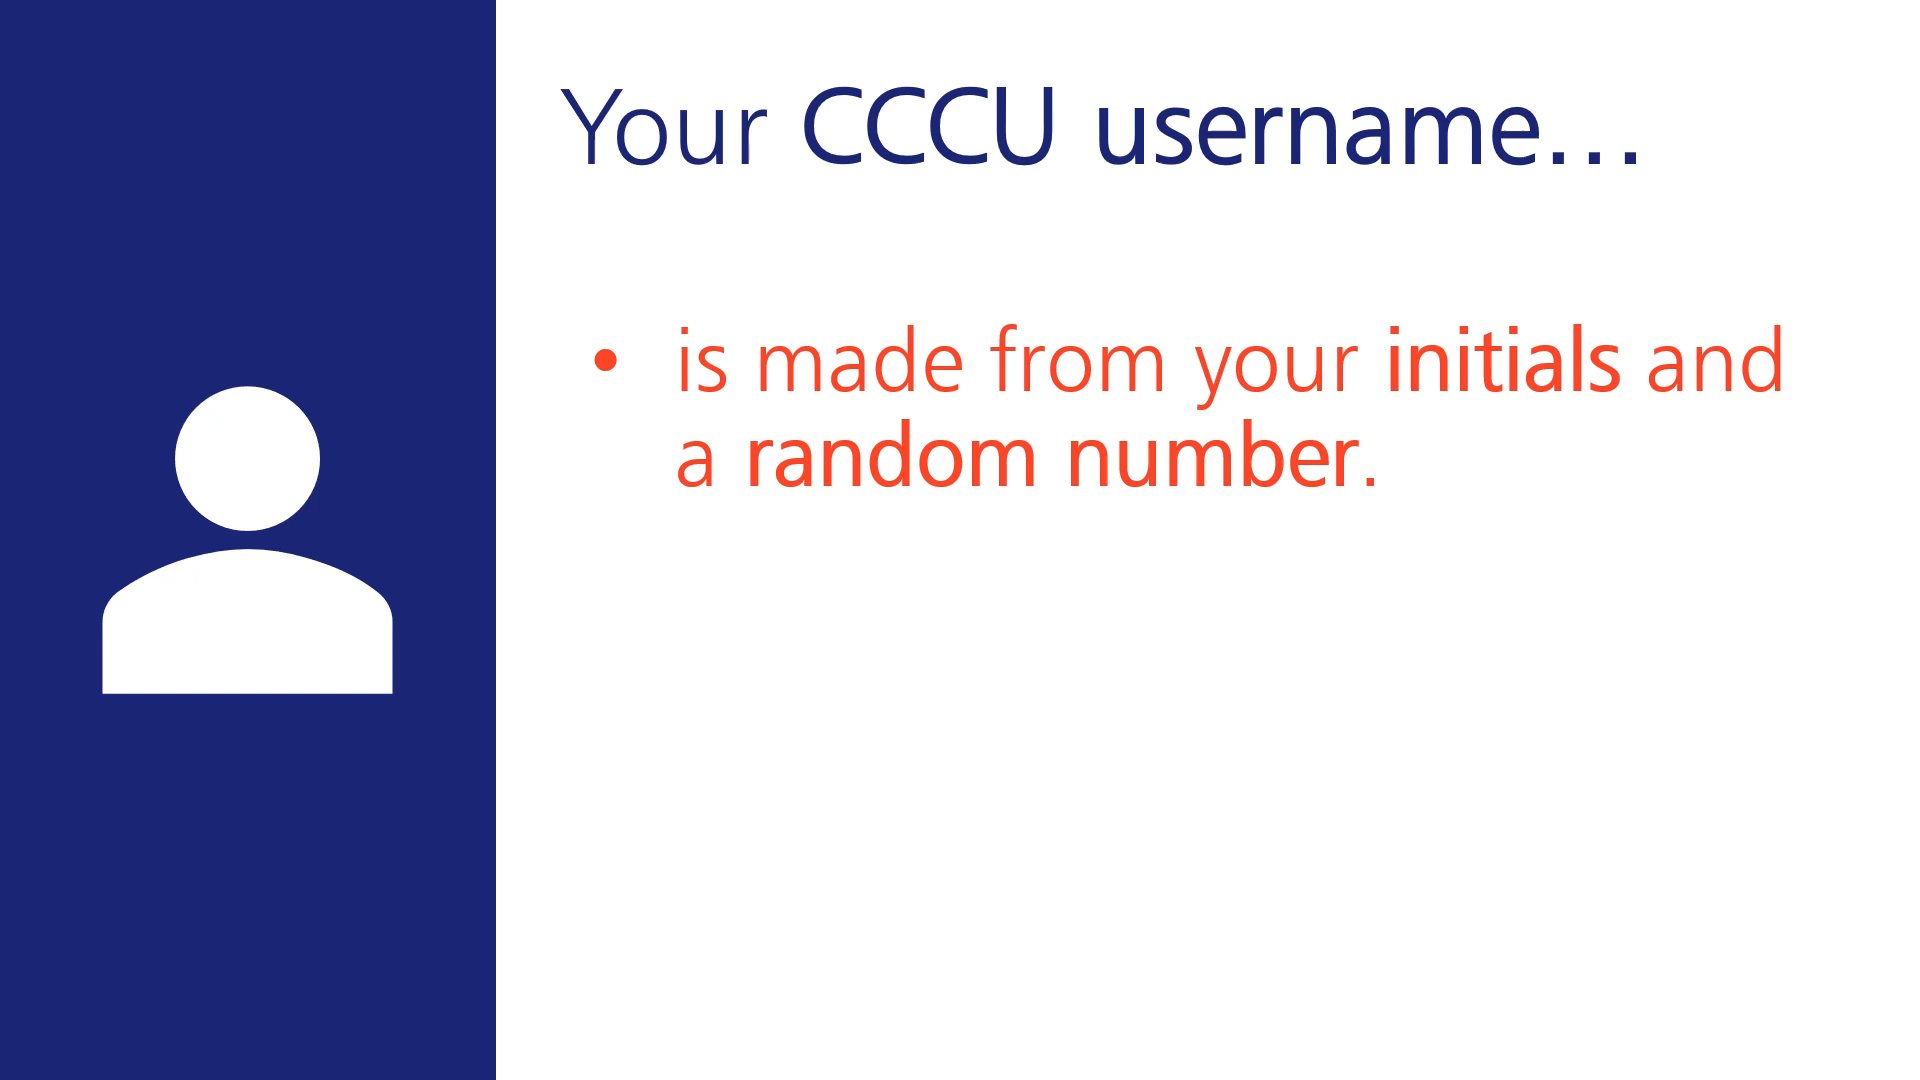 Your CCCU username…
• is made from your initials and
a random number.